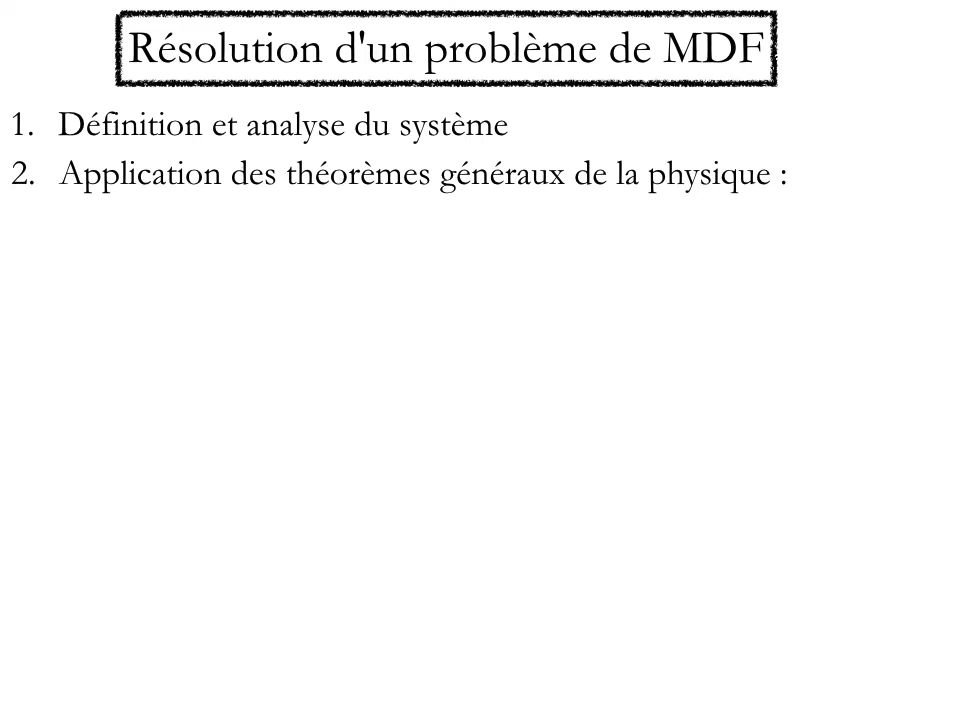 Résolution d'un problème de MDF
1. Définition et analyse du système
2. Application des théorèmes généraux de la physique :